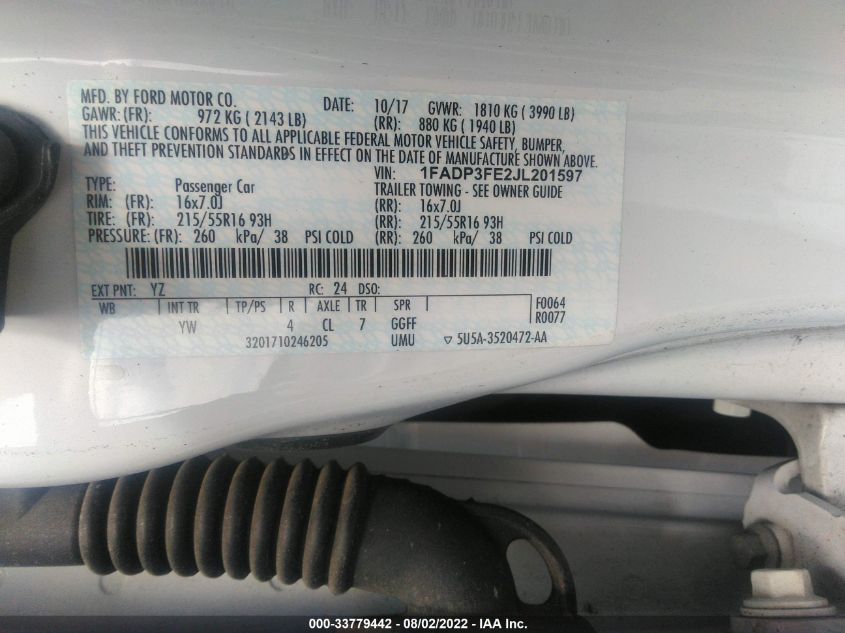 MFD. BY FORD MOTOR CO. DATE: 10/17 GVWR: 1810 KG ( 3990 LB)
GAWR: (FR): 972 KG ( 2143 LB) (RR): 880 KG ( 1940 LB)
THIS VEHICLE CONFORMS TO ALL APPLICABLE FEDERAL MOTOR VEHICLE SAFETY, BUMPER,
AND THEFT PREVENTION STANDARDS IN EFFECT ON THE DATE OF MANUFACTURE SHOWN ABOVE.
VIN: 1FADP3FE2JL201597
TYPE: Passenger Car TRAILER TOWING - SEE OWNER GUIDE
RIM: (FR): 16x7.0J (RR): 16x7.0J
TIRE: (FR): 215/55R16 93H (RR): 215/55R16 93H
PRESSURE: (FR): 260 kPa/ 38 PSI COLD (RR): 260 kPa/ 38 PSI COLD
EXT PNT: YZ RC: 24 DSO:
WB INT TR TP/PS R AXLE TR SPR F0064
YW 4 CL 7 GGFF R0077
3201710246205 UMU ▽ 5U5A-3520472-AA
000-33779442 - 08/02/2022 - IAA Inc.